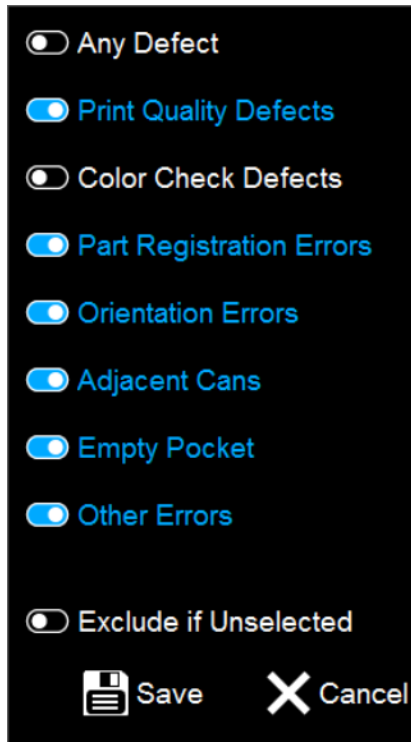 Any Defect
Print Quality Defects
Color Check Defects
Part Registration Errors
Orientation Errors
Adjacent Cans
Empty Pocket
Other Errors
Exclude if Unselected
Save Cancel